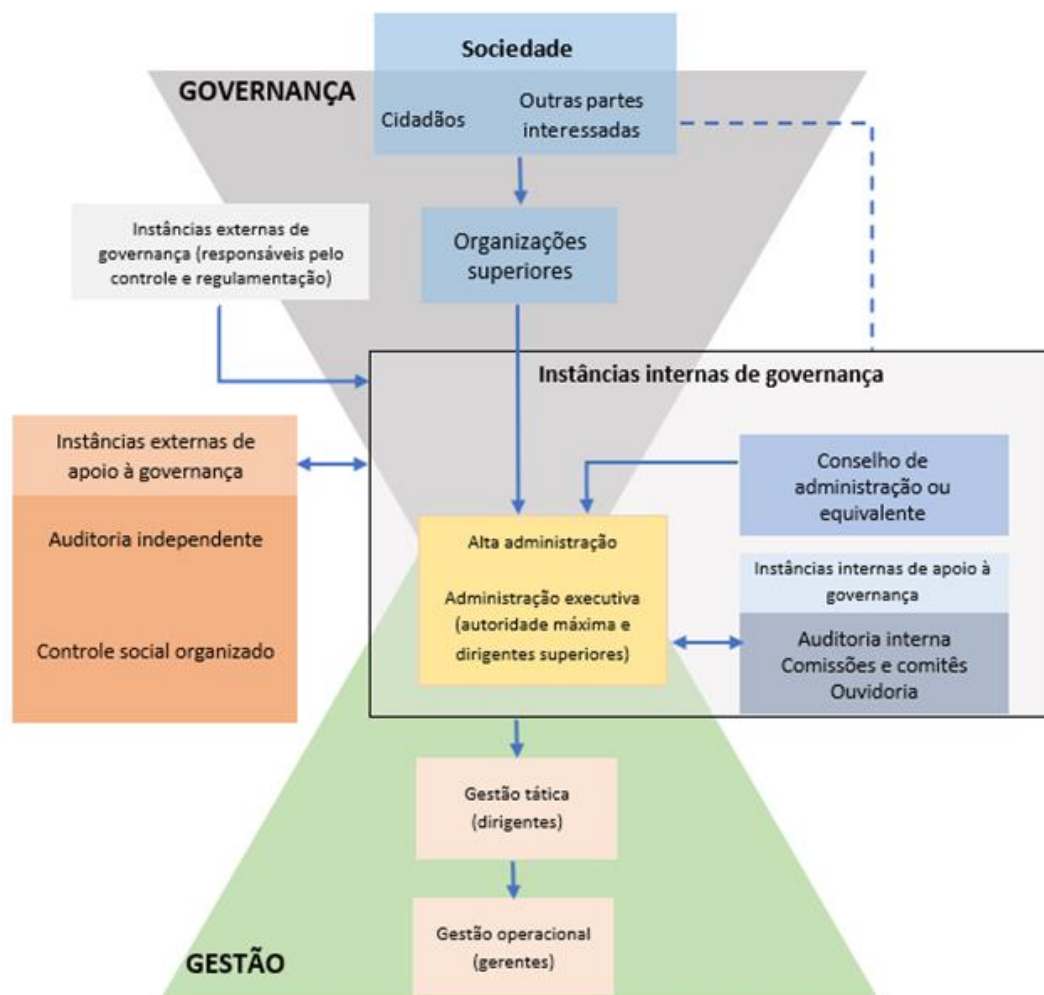 Sociedade
GOVERNANÇA
Cidadãos
Outras partes
interessadas
Instâncias externas de
governança (responsáveis pelo
controle e regulamentação)
Organizações
superiores
Instâncias internas de governança
Instâncias externas de
apoio à governança
Auditoria independente
Controle social organizado
Conselho de
administração ou
equivalente
Alta administração
Administração executiva
(autoridade máxima e
dirigentes superiores)
Instâncias internas de apoio à
governança
Auditoria interna
Comissões e comitês
Ouvidoria
Gestão tática
(dirigentes)
Gestão operacional
(gerentes)
GESTÃO